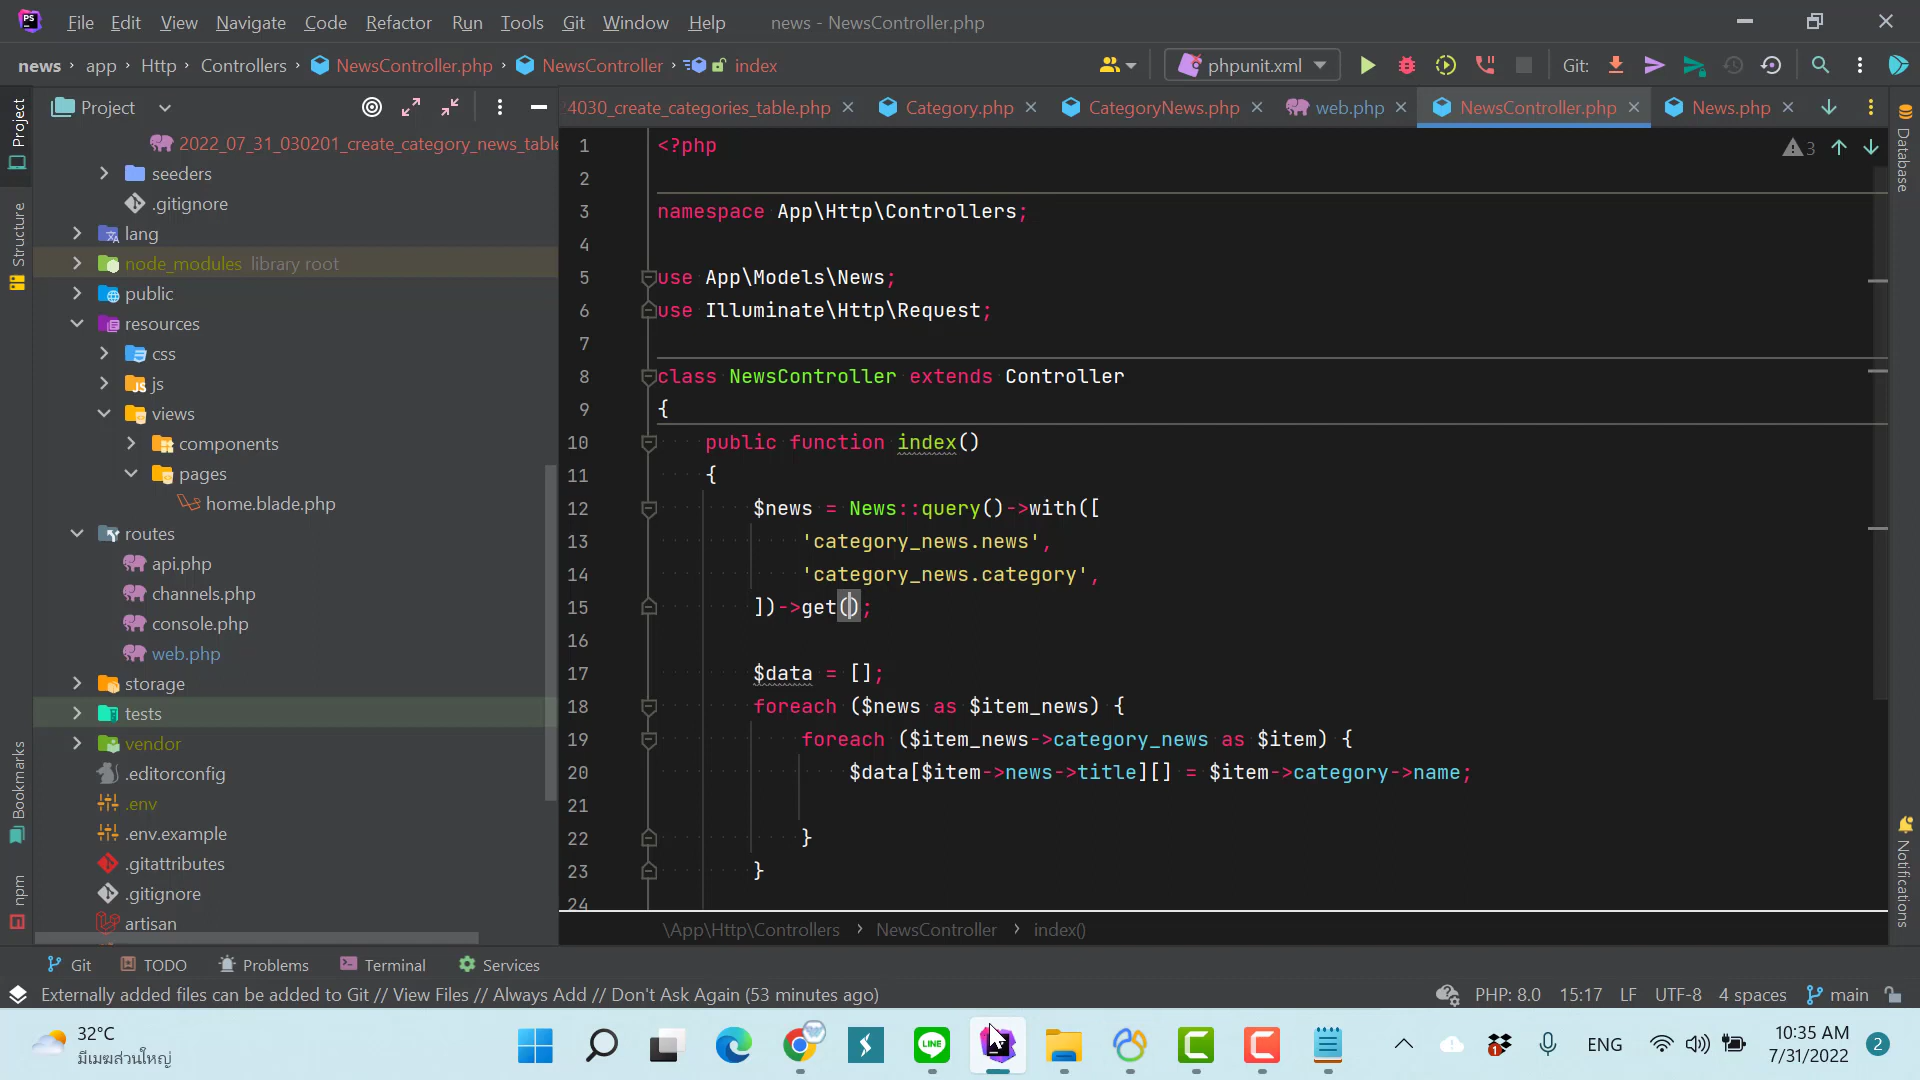 PS File Edit View Navigate Code Refactor Run Tools Git Window Help news - NewsController.php
news app Http Controllers NewsController.php NewsController index phpunit.xml Git:
Project 4030_create_categories_table.php Category.php CategoryNews.php web.php NewsController.php News.php
Project
Structure
Bookmarks
npm
2022_07_31_030201_create_category_news_table
seeders
.gitignore
lang
node_modules library root
public
resources
css
js
views
components
pages
home.blade.php
routes
api.php
channels.php
console.php
web.php
storage
tests
vendor
.editorconfig
.env
.env.example
.gitattributes
.gitignore
artisan
3
1 <?php
2
3 namespace App\Http\Controllers;
4
5 use App\Models\News;
6 use Illuminate\Http\Request;
7
8 class NewsController extends Controller
9 {
10 public function index()
11 {
12 $news = News::query()->with([
13 'category_news.news',
14 'category_news.category',
15 ])->get();
16
17 $data = [];
18 foreach ($news as $item_news) {
19 foreach ($item_news->category_news as $item) {
20 $data[$item->news->title][] = $item->category->name;
21
22 }
23 }
24
Database
Notifications
\App\Http\Controllers NewsController index()
Git TODO Problems Terminal Services
Externally added files can be added to Git // View Files // Always Add // Don't Ask Again (53 minutes ago) PHP: 8.0 15:17 LF UTF-8 4 spaces main
32°C
มีเมฆส่วนใหญ่
LINE
1
ENG
10:35 AM
7/31/2022
2